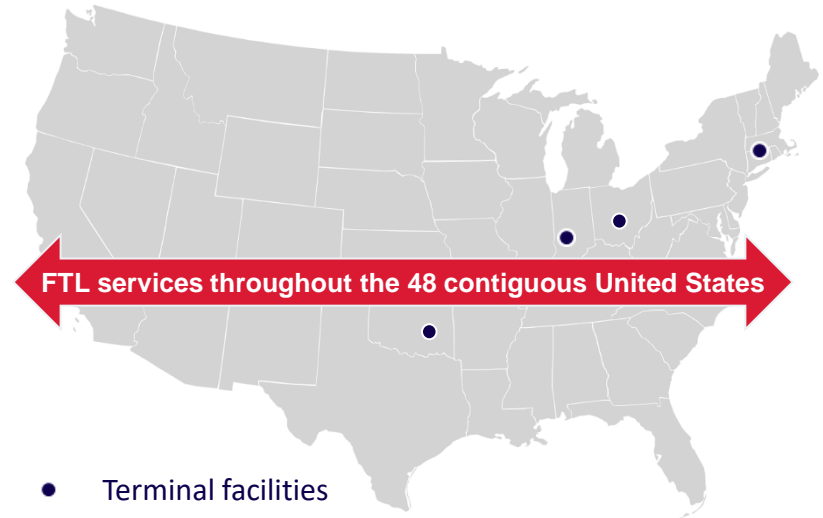 FTL services throughout the 48 contiguous United States
Terminal facilities